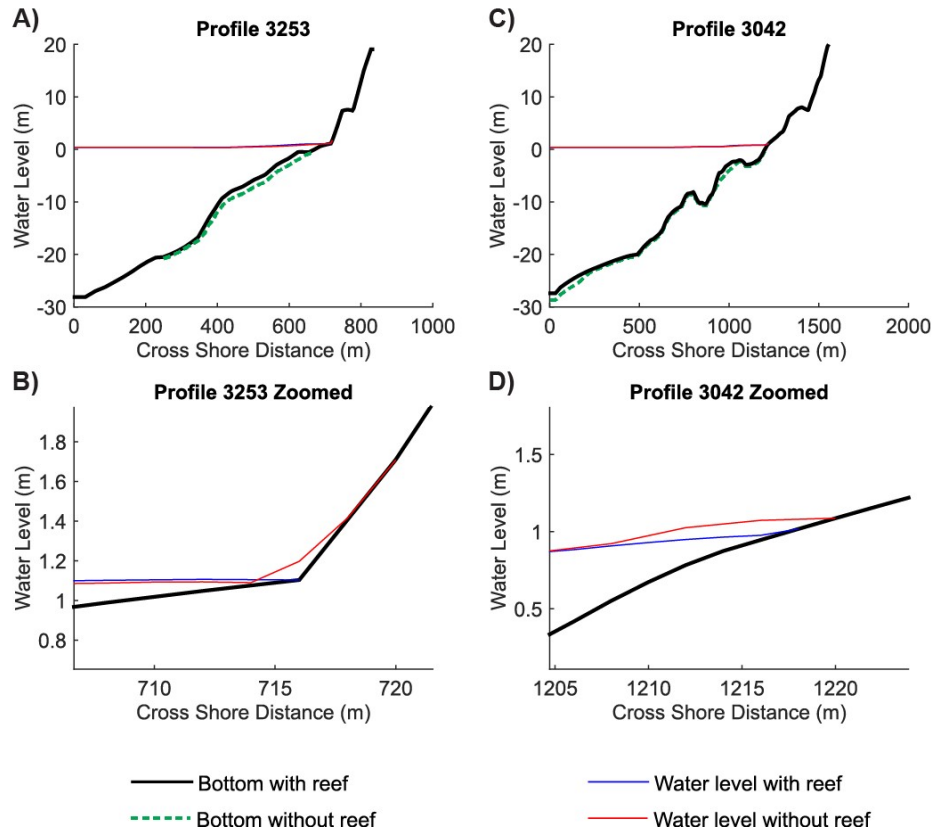 A)
Profile 3253
20
10
0
-10
-20
-30
Water Level (m)
0 200 400 600 800 1000
Cross Shore Distance (m)
C)
Profile 3042
20
10
0
-10
-20
-30
Water Level (m)
0 500 1000 1500 2000
Cross Shore Distance (m)
B)
Profile 3253 Zoomed
1.8
1.6
1.4
1.2
1
0.8
Water Level (m)
710 715 720
Cross Shore Distance (m)
D)
Profile 3042 Zoomed
1.5
1
0.5
Water Level (m)
1205 1210 1215 1220
Cross Shore Distance (m)
Bottom with reef
Bottom without reef
Water level with reef
Water level without reef